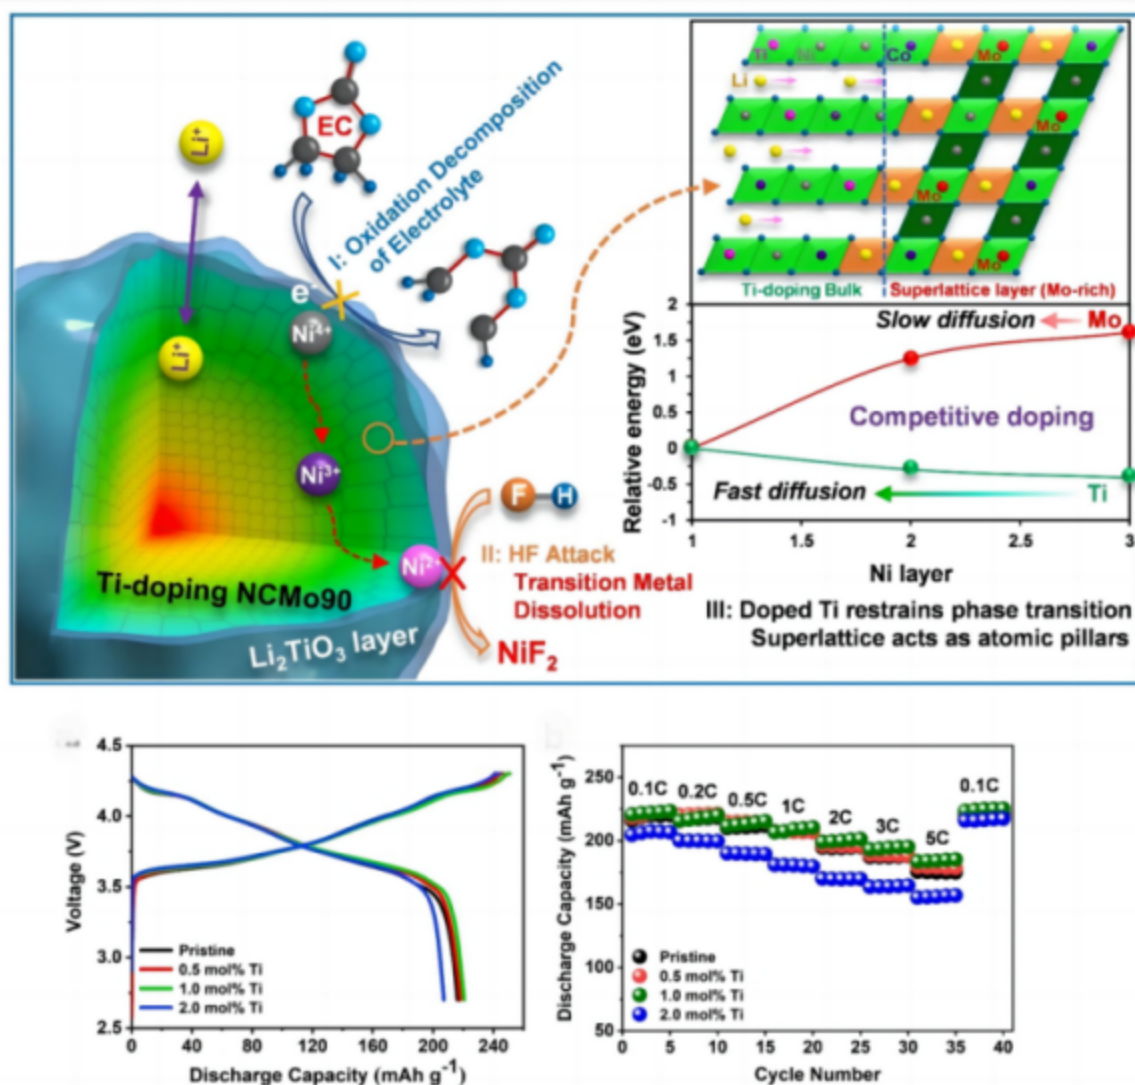 Li⁺
EC
I: Oxidation Decomposition
of Electrolyte
e⁻
Ni⁴⁺
Li⁺
Ni³⁺
Ni²⁺
F
H
II: HF Attack
Transition Metal
Dissolution
NiF₂
Ti-doping NCMo90
Li₂TiO₃ layer
Ti
Ni
Co
Mo
Li
Mo
Mo
Mo
Ti-doping Bulk
Superlattice layer (Mo-rich)
2
1.5
1
0.5
0
-0.5
-1
Relative energy (eV)
Slow diffusion
Mo
Competitive doping
Fast diffusion
Ti
1
1.5
2
2.5
3
Ni layer
III: Doped Ti restrains phase transition
Superlattice acts as atomic pillars
4.5
4.0
3.5
3.0
2.5
Voltage (V)
Pristine
0.5 mol% Ti
1.0 mol% Ti
2.0 mol% Ti
0 40 80 120 160 200 240
Discharge Capacity (mAh g⁻¹)
b
250
200
150
100
50
Discharge Capacity (mAh g⁻¹)
0.1C
0.2C
0.5C
1C
2C
3C
5C
0.1C
Pristine
0.5 mol% Ti
1.0 mol% Ti
2.0 mol% Ti
0 5 10 15 20 25 30 35 40
Cycle Number